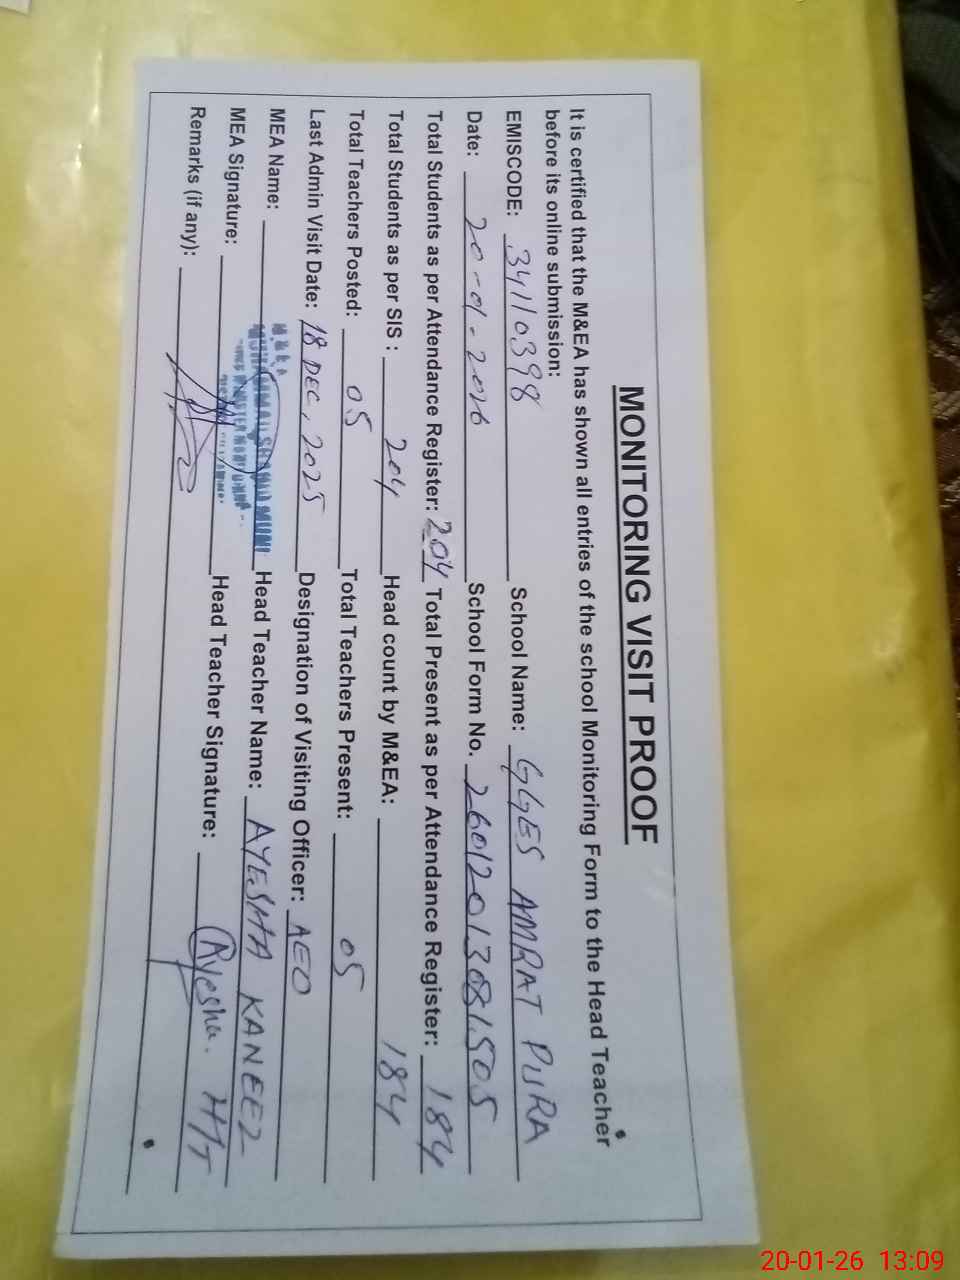 MONITORING VISIT PROOF
It is certified that the M&EA has shown all entries of the school Monitoring Form to the Head Teacher
before its online submission:
EMISCODE: 34110398 School Name: GGES AMRAT PURA
Date: 20-01-2026 School Form No. 26012013081505
Total Students as per Attendance Register: 204 Total Present as per Attendance Register: 184
Total Students as per SIS : 204 Head count by M&EA: 184
Total Teachers Posted: 05 Total Teachers Present: 05
Last Admin Visit Date: 18 DEC, 2025 Designation of Visiting Officer: AEO
MEA Name: MUHAMMAD Head Teacher Name: AYESHA KANEEZ
MEA Signature: Head Teacher Signature: Ayesha. HT
Remarks (if any):
20-01-26 13:09